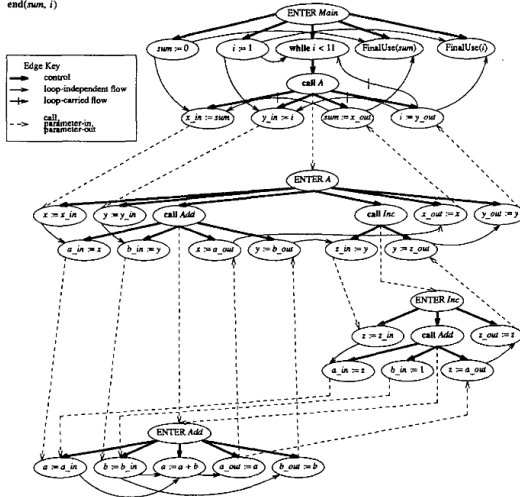 end(sum, i)
ENTER Main
sum := 0
i := 1
while i < 11
FinalUse(sum)
FinalUse(i)
Edge Key
control
loop-independent flow
loop-carried flow
call,
parameter-in,
parameter-out
call A
x_in := sum
y_in := i
sum := x_out
i := y_out
ENTER A
x := x_in
y := y_in
call Add
call Inc
x_out := x
y_out := y
a_in := x
b_in := y
x := a_out
y := b_out
z_in := y
y := z_out
ENTER Inc
z := z_in
call Add
z_out := z
a_in := z
b_in := 1
z := a_out
ENTER Add
a := a_in
b := b_in
a := a + b
a_out := a
b_out := b